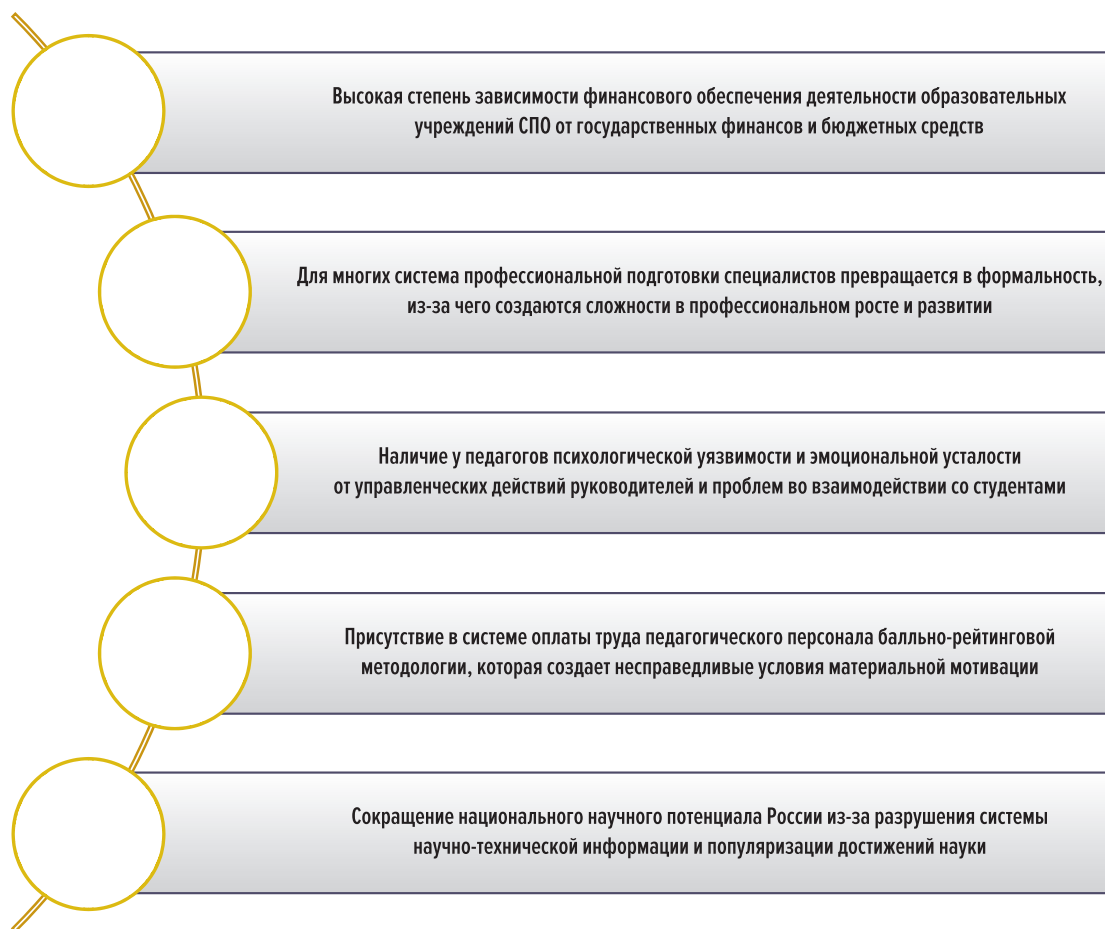 Высокая степень зависимости финансового обеспечения деятельности образовательных
учреждений СПО от государственных финансов и бюджетных средств
Для многих система профессиональной подготовки специалистов превращается в формальность,
из-за чего создаются сложности в профессиональном росте и развитии
Наличие у педагогов психологической уязвимости и эмоциональной усталости
от управленческих действий руководителей и проблем во взаимодействии со студентами
Присутствие в системе оплаты труда педагогического персонала балльно-рейтинговой
методологии, которая создает несправедливые условия материальной мотивации
Сокращение национального научного потенциала России из-за разрушения системы
научно-технической информации и популяризации достижений науки